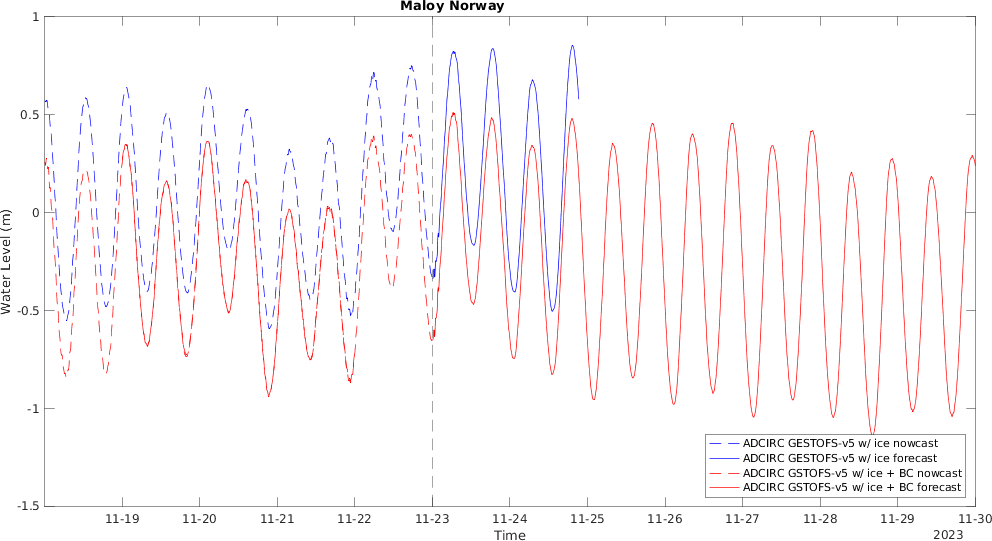 Maloy Norway
1
0.5
0
-0.5
-1
-1.5
Water Level (m)
ADCIRC GESTOFS-v5 w/ ice nowcast
ADCIRC GESTOFS-v5 w/ ice forecast
ADCIRC GSTOFS-v5 w/ ice + BC nowcast
ADCIRC GSTOFS-v5 w/ ice + BC forecast
11-19 11-20 11-21 11-22 11-23 11-24 11-25 11-26 11-27 11-28 11-29 11-30
Time
2023